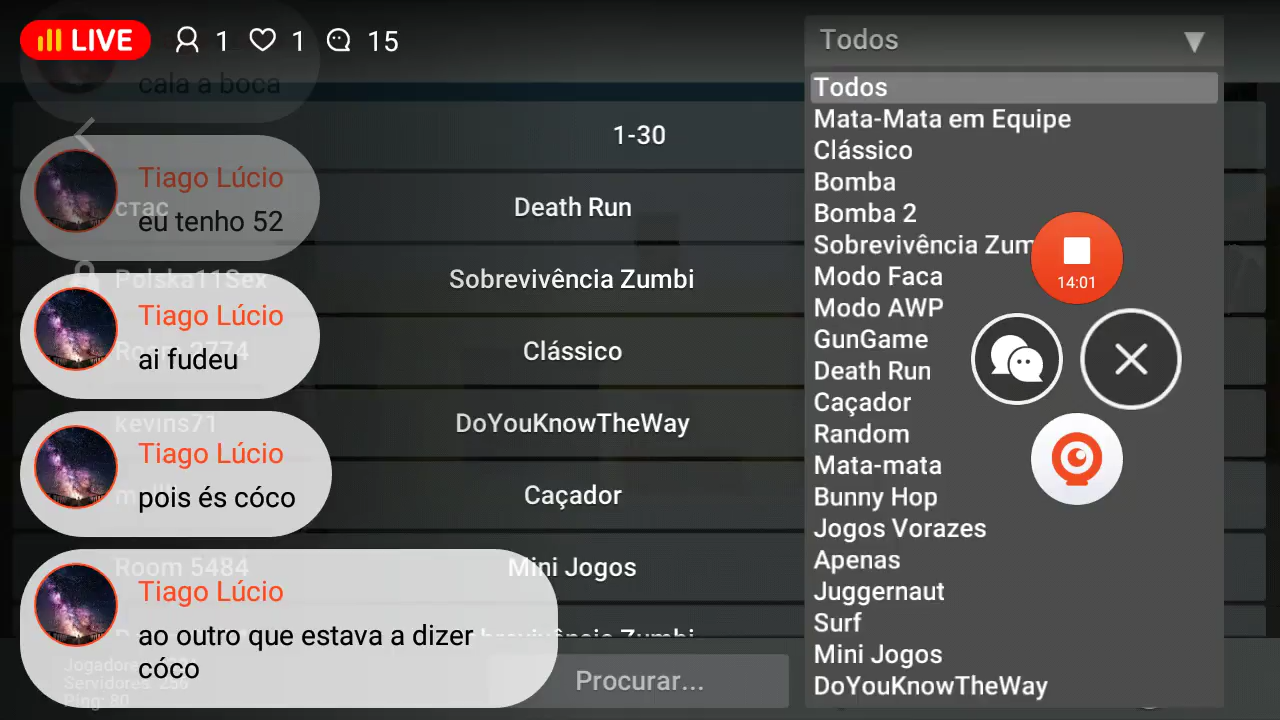 LIVE 1 1 15
Todos
cala a boca
1-30
Tiago Lúcio
eu tenho 52
стас
Death Run
Polska11Sex
Sobrevivência Zumbi
Tiago Lúcio
ai fudeu
Clássico
kevins71
DoYouKnowTheWay
Tiago Lúcio
pois és cóco
Caçador
Room 5484
Mini Jogos
Tiago Lúcio
ao outro que estava a dizer
cóco
Servidores: 250
Ping: 80
Procurar...
Todos
Mata-Mata em Equipe
Clássico
Bomba
Bomba 2
Sobrevivência Zum
Modo Faca
Modo AWP
GunGame
Death Run
Caçador
Random
Mata-mata
Bunny Hop
Jogos Vorazes
Apenas
Juggernaut
Surf
Mini Jogos
DoYouKnowTheWay
14:01